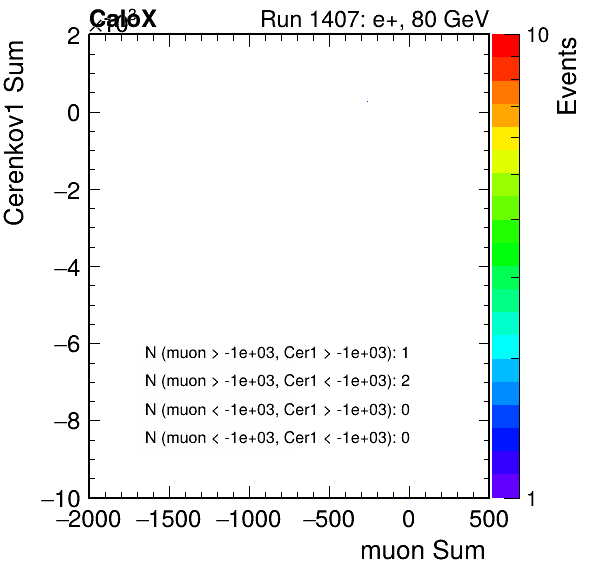 CaloX
×10³
Run 1407: e+, 80 GeV
Cerenkov1 Sum
2
0
−2
−4
−6
−8
−10
N (muon > -1e+03, Cer1 > -1e+03): 1
N (muon > -1e+03, Cer1 < -1e+03): 2
N (muon < -1e+03, Cer1 > -1e+03): 0
N (muon < -1e+03, Cer1 < -1e+03): 0
−2000 −1500 −1000 −500 0 500
muon Sum
10
1
Events